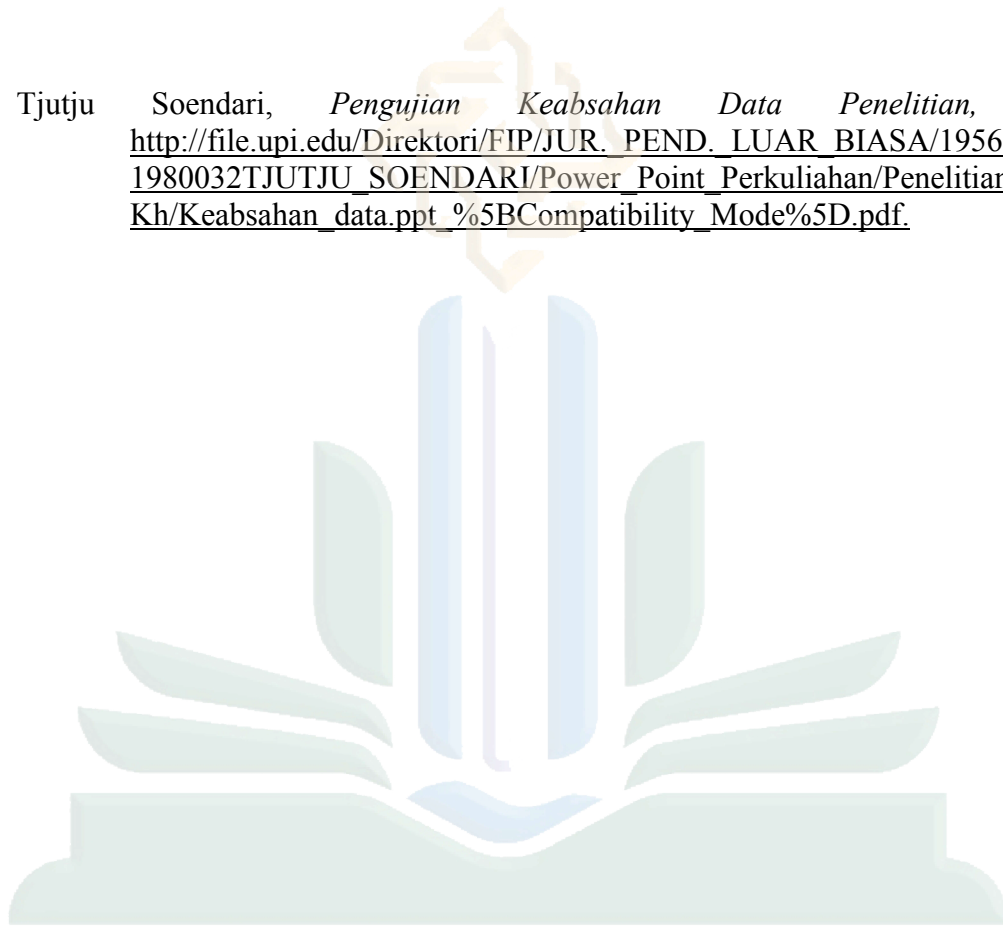 Tjutju Soendari, Pengujian Keabsahan Data Penelitian,
http://file.upi.edu/Direktori/FIP/JUR._PEND._LUAR_BIASA/1956
1980032TJUTJU_SOENDARI/Power_Point_Perkuliahan/Penelitian
Kh/Keabsahan_data.ppt_%5BCompatibility_Mode%5D.pdf.